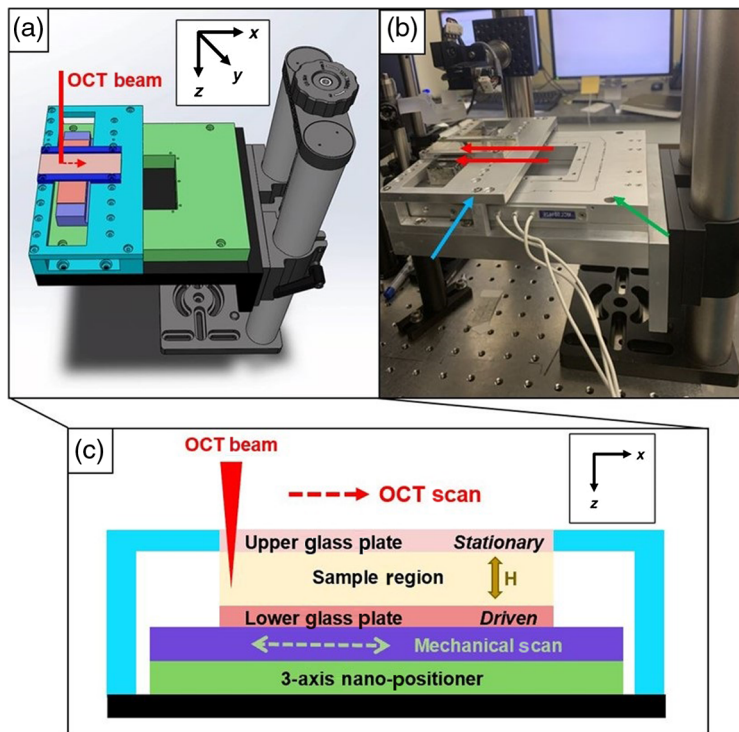 (a)
x
y
z
OCT beam
(b)
(c)
OCT beam
x
z
OCT scan
Upper glass plate Stationary
Sample region H
Lower glass plate Driven
Mechanical scan
3-axis nano-positioner